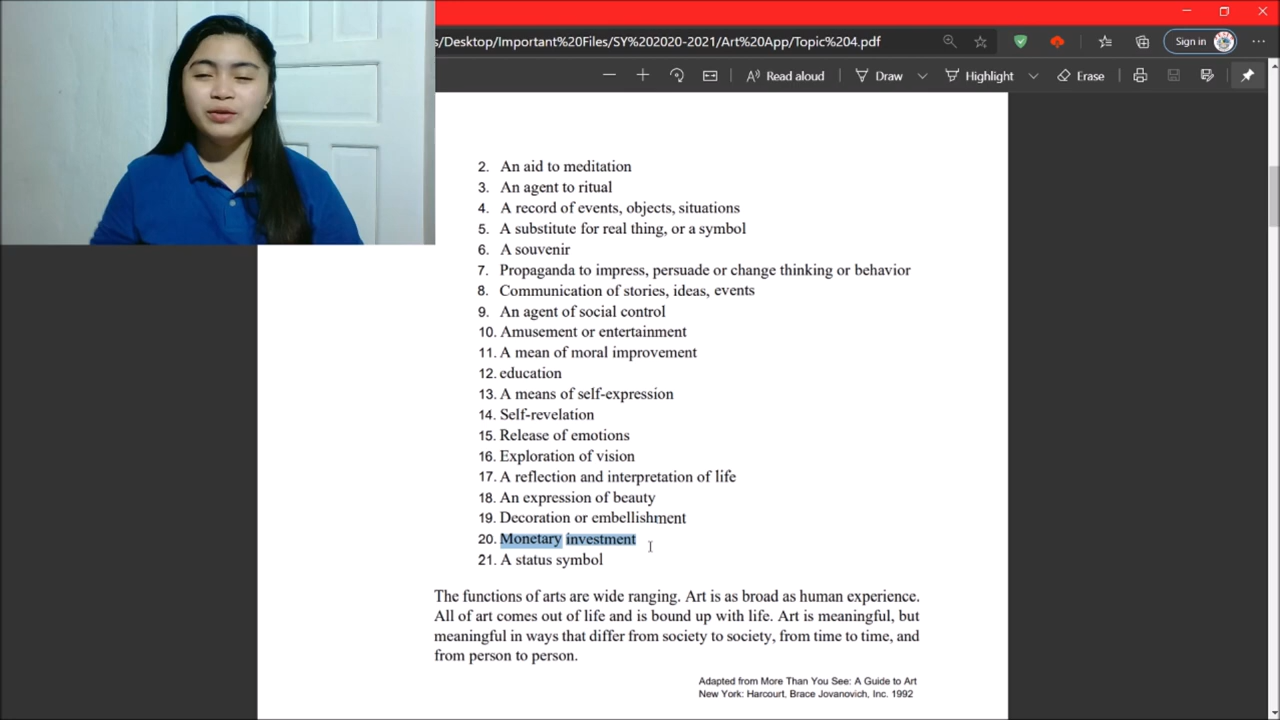 s/Desktop/Important%20Files/SY%202020-2021/Art%20App/Topic%204.pdf
Sign in
Read aloud
Draw
Highlight
Erase
2. An aid to meditation
3. An agent to ritual
4. A record of events, objects, situations
5. A substitute for real thing, or a symbol
6. A souvenir
7. Propaganda to impress, persuade or change thinking or behavior
8. Communication of stories, ideas, events
9. An agent of social control
10. Amusement or entertainment
11. A mean of moral improvement
12. education
13. A means of self-expression
14. Self-revelation
15. Release of emotions
16. Exploration of vision
17. A reflection and interpretation of life
18. An expression of beauty
19. Decoration or embellishment
20. Monetary investment
21. A status symbol
The functions of arts are wide ranging. Art is as broad as human experience.
All of art comes out of life and is bound up with life. Art is meaningful, but
meaningful in ways that differ from society to society, from time to time, and
from person to person.
Adapted from More Than You See: A Guide to Art
New York: Harcourt, Brace Jovanovich, Inc. 1992